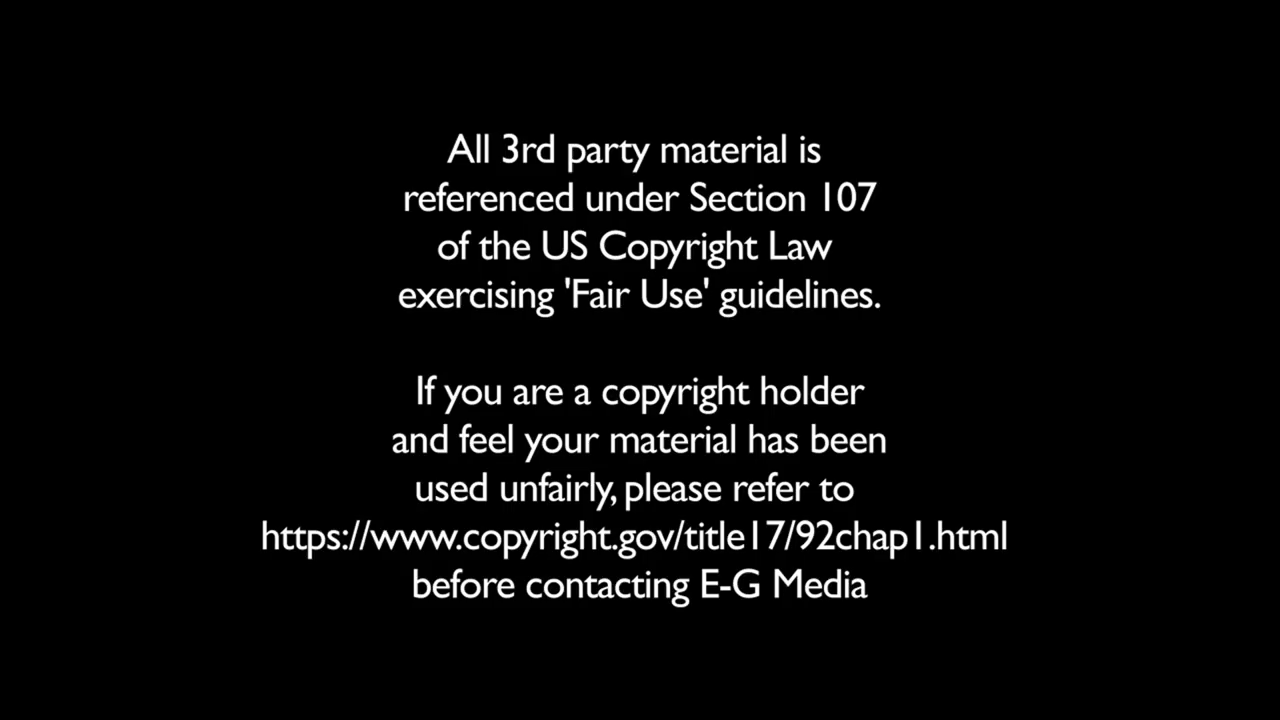 All 3rd party material is
referenced under Section 107
of the US Copyright Law
exercising 'Fair Use' guidelines.
If you are a copyright holder
and feel your material has been
used unfairly, please refer to
https://www.copyright.gov/title17/92chap1.html
before contacting E-G Media